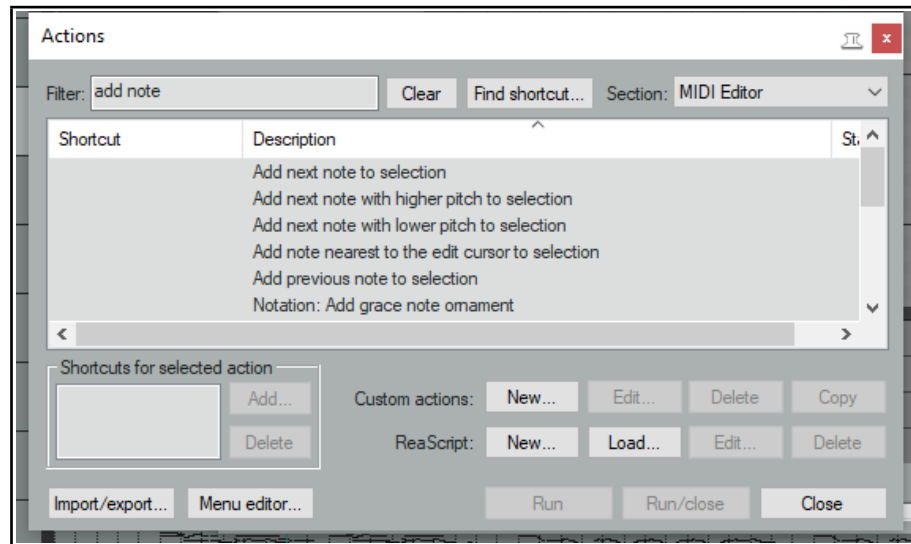 Actions
Filter: add note Clear Find shortcut... Section: MIDI Editor
Shortcut Description Sta
Add next note to selection
Add next note with higher pitch to selection
Add next note with lower pitch to selection
Add note nearest to the edit cursor to selection
Add previous note to selection
Notation: Add grace note ornament
Shortcuts for selected action
Add... Custom actions: New... Edit... Delete Copy
Delete ReaScript: New... Load... Edit... Delete
Import/export... Menu editor... Run Run/close Close